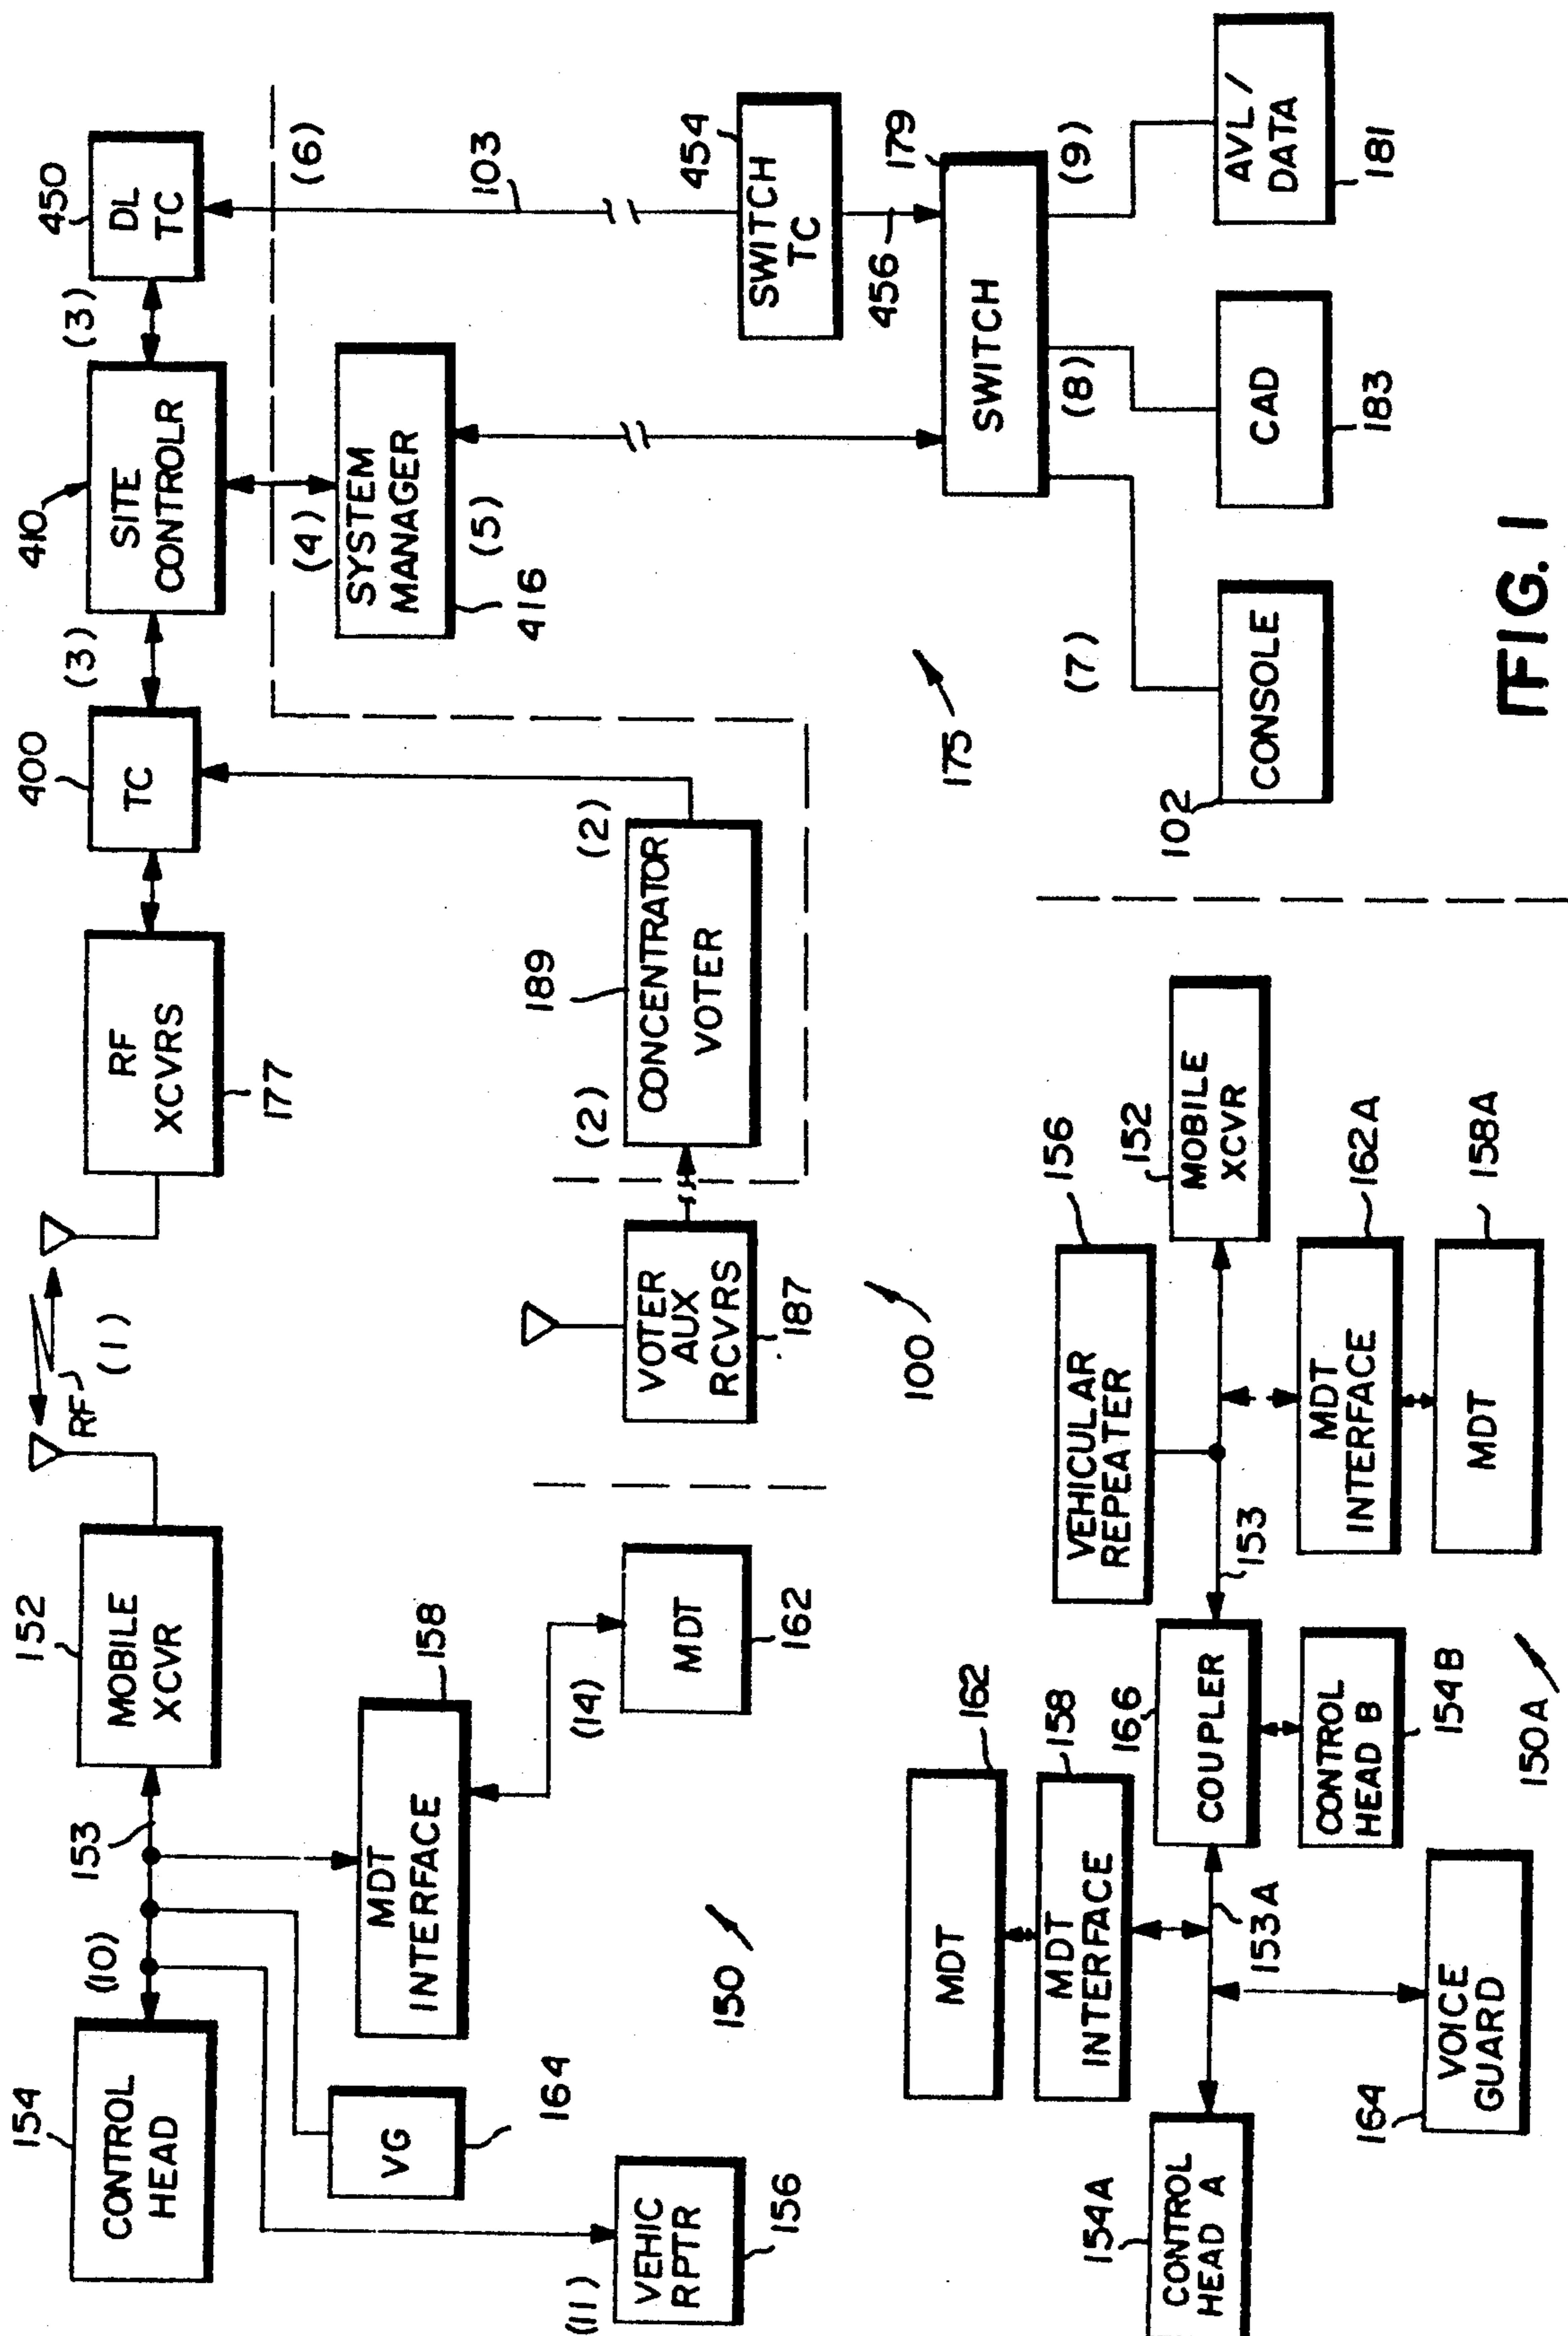 154
CONTROL
HEAD
(10)
153
152
MOBILE
XCVR
RF
(1)
RF
XCVRS
177
400
TC
(3)
410
SITE
CONTROLR
(3)
450
DL
TC
VG
164
MDT
INTERFACE
158
(14)
MDT
162
(11)
VEHIC
RPTR
156
150
VOTER
AUX
RCVRS
187
(2)
189
CONCENTRATOR
VOTER
(2)
(4)
SYSTEM
MANAGER
(5)
416
(6)
103
SWITCH
TC
454
456
100
175
SWITCH
179
(7)
(8)
(9)
102
CONSOLE
CAD
183
AVL/
DATA
181
MDT
162
MDT
INTERFACE
158
154A
CONTROL
HEAD A
153A
164
VOICE
GUARD
166
COUPLER
CONTROL
HEAD B
154B
153
VEHICULAR
REPEATER
156
152
MOBILE
XCVR
MDT
INTERFACE
162A
MDT
158A
150A
FIG. 1